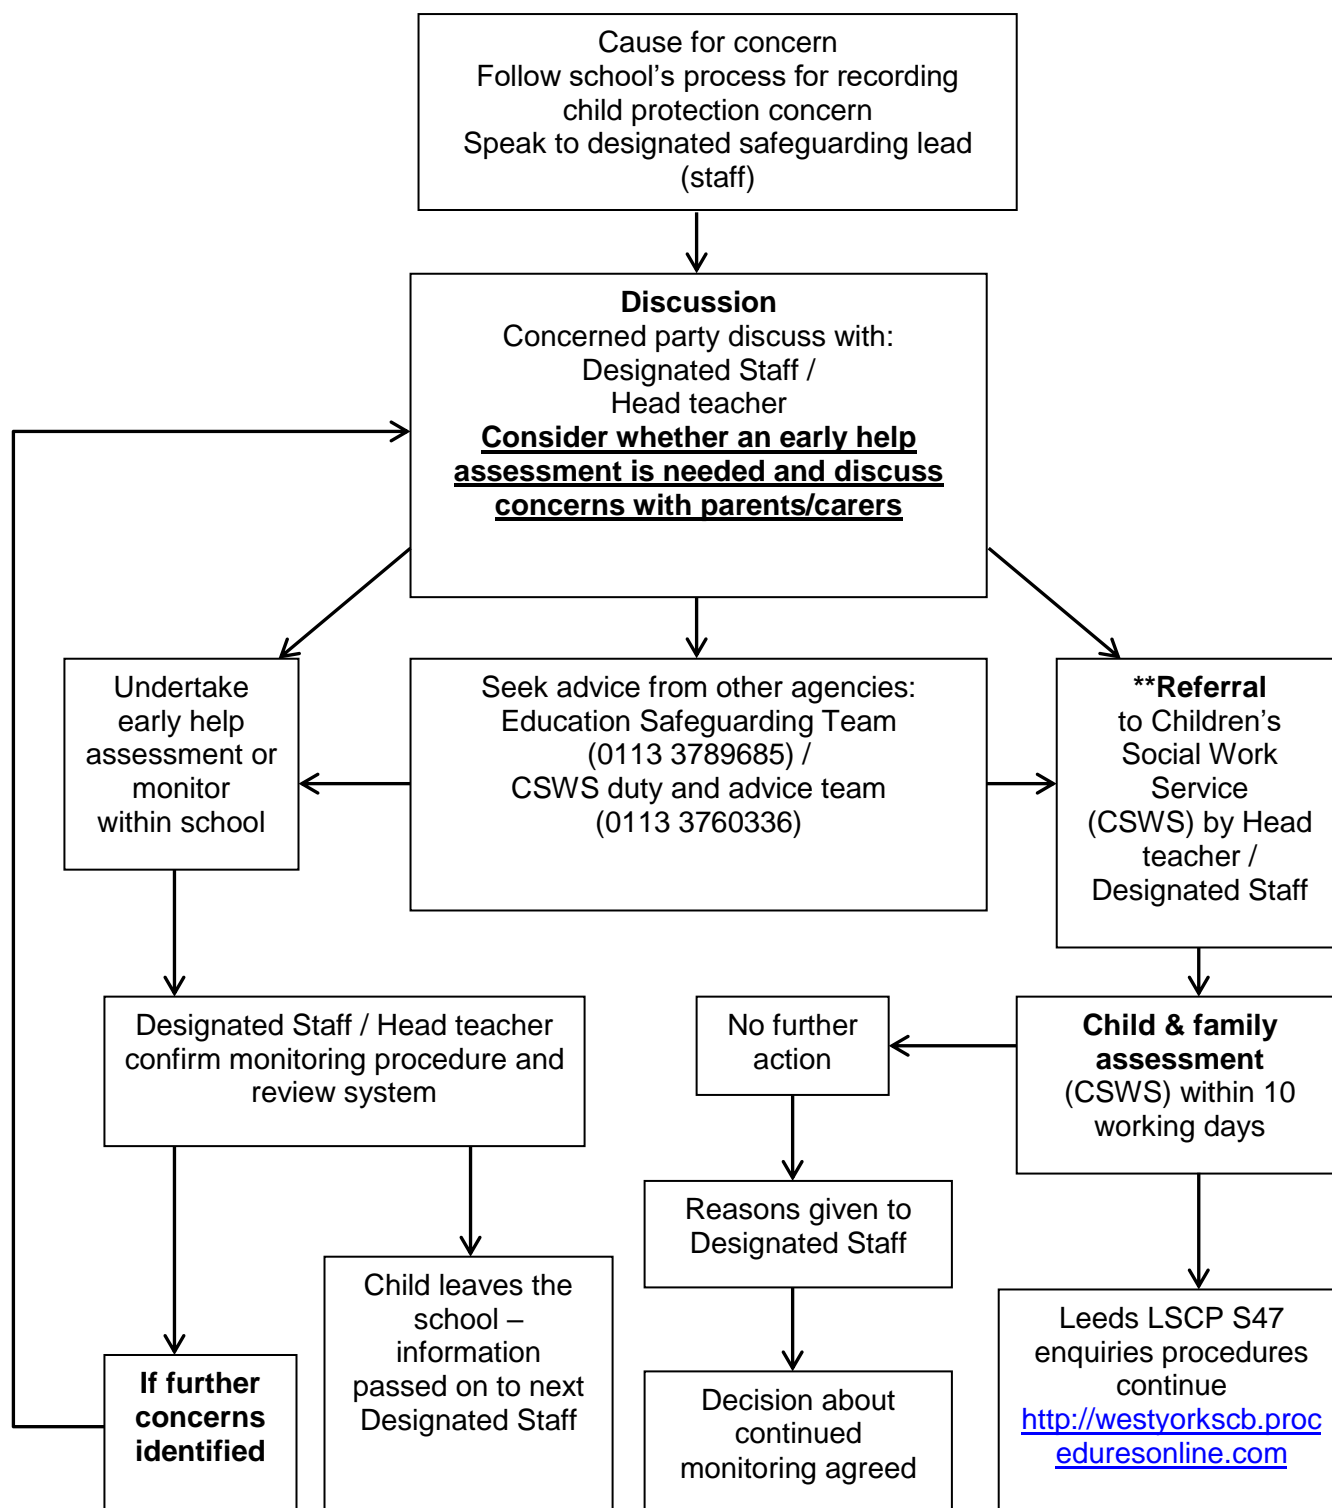 Cause for concern
Follow school’s process for recording
child protection concern
Speak to designated safeguarding lead
(staff)
Discussion
Concerned party discuss with:
Designated Staff /
Head teacher
Consider whether an early help
assessment is needed and discuss
concerns with parents/carers
Undertake
early help
assessment or
monitor
within school
Seek advice from other agencies:
Education Safeguarding Team
(0113 3789685) /
CSWS duty and advice team
(0113 3760336)
**Referral
to Children’s
Social Work
Service
(CSWS) by Head
teacher /
Designated Staff
Designated Staff / Head teacher
confirm monitoring procedure and
review system
No further
action
Child & family
assessment
(CSWS) within 10
working days
Reasons given to
Designated Staff
If further
concerns
identified
Child leaves the
school –
information
passed on to next
Designated Staff
Decision about
continued
monitoring agreed
Leeds LSCP S47
enquiries procedures
continue
http://westyorkscb.proc
eduresonline.com